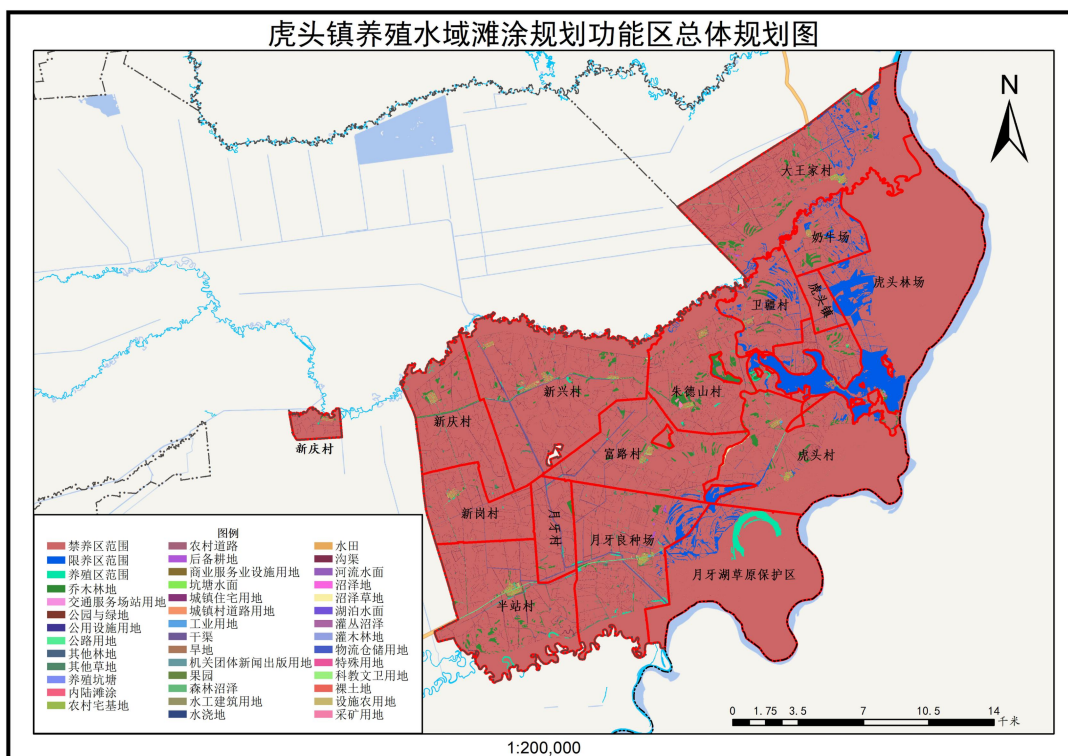 虎头镇养殖水域滩涂规划功能区总体规划图
N
大王家村
奶牛场
虎头林场
虎头镇
卫疆村
朱德山村
新兴村
新庆村
新庆村
富路村
虎头村
新岗村
月牙村
月牙良种场
月牙湖草原保护区
半站村
图例
禁养区范围
限养区范围
养殖区范围
乔木林地
交通服务场站用地
公园与绿地
公用设施用地
公路用地
其他林地
其他草地
养殖坑塘
内陆滩涂
农村宅基地
农村道路
后备耕地
商业服务业设施用地
坑塘水面
城镇住宅用地
城镇村道路用地
工业用地
干渠
旱地
机关团体新闻出版用地
果园
森林沼泽
水工建筑用地
水浇地
水田
沟渠
河流水面
沼泽地
沼泽草地
湖泊水面
灌丛沼泽
灌木林地
物流仓储用地
特殊用地
科教文卫用地
裸土地
设施农用地
采矿用地
0 1.75 3.5 7 10.5 14
千米
1:200,000